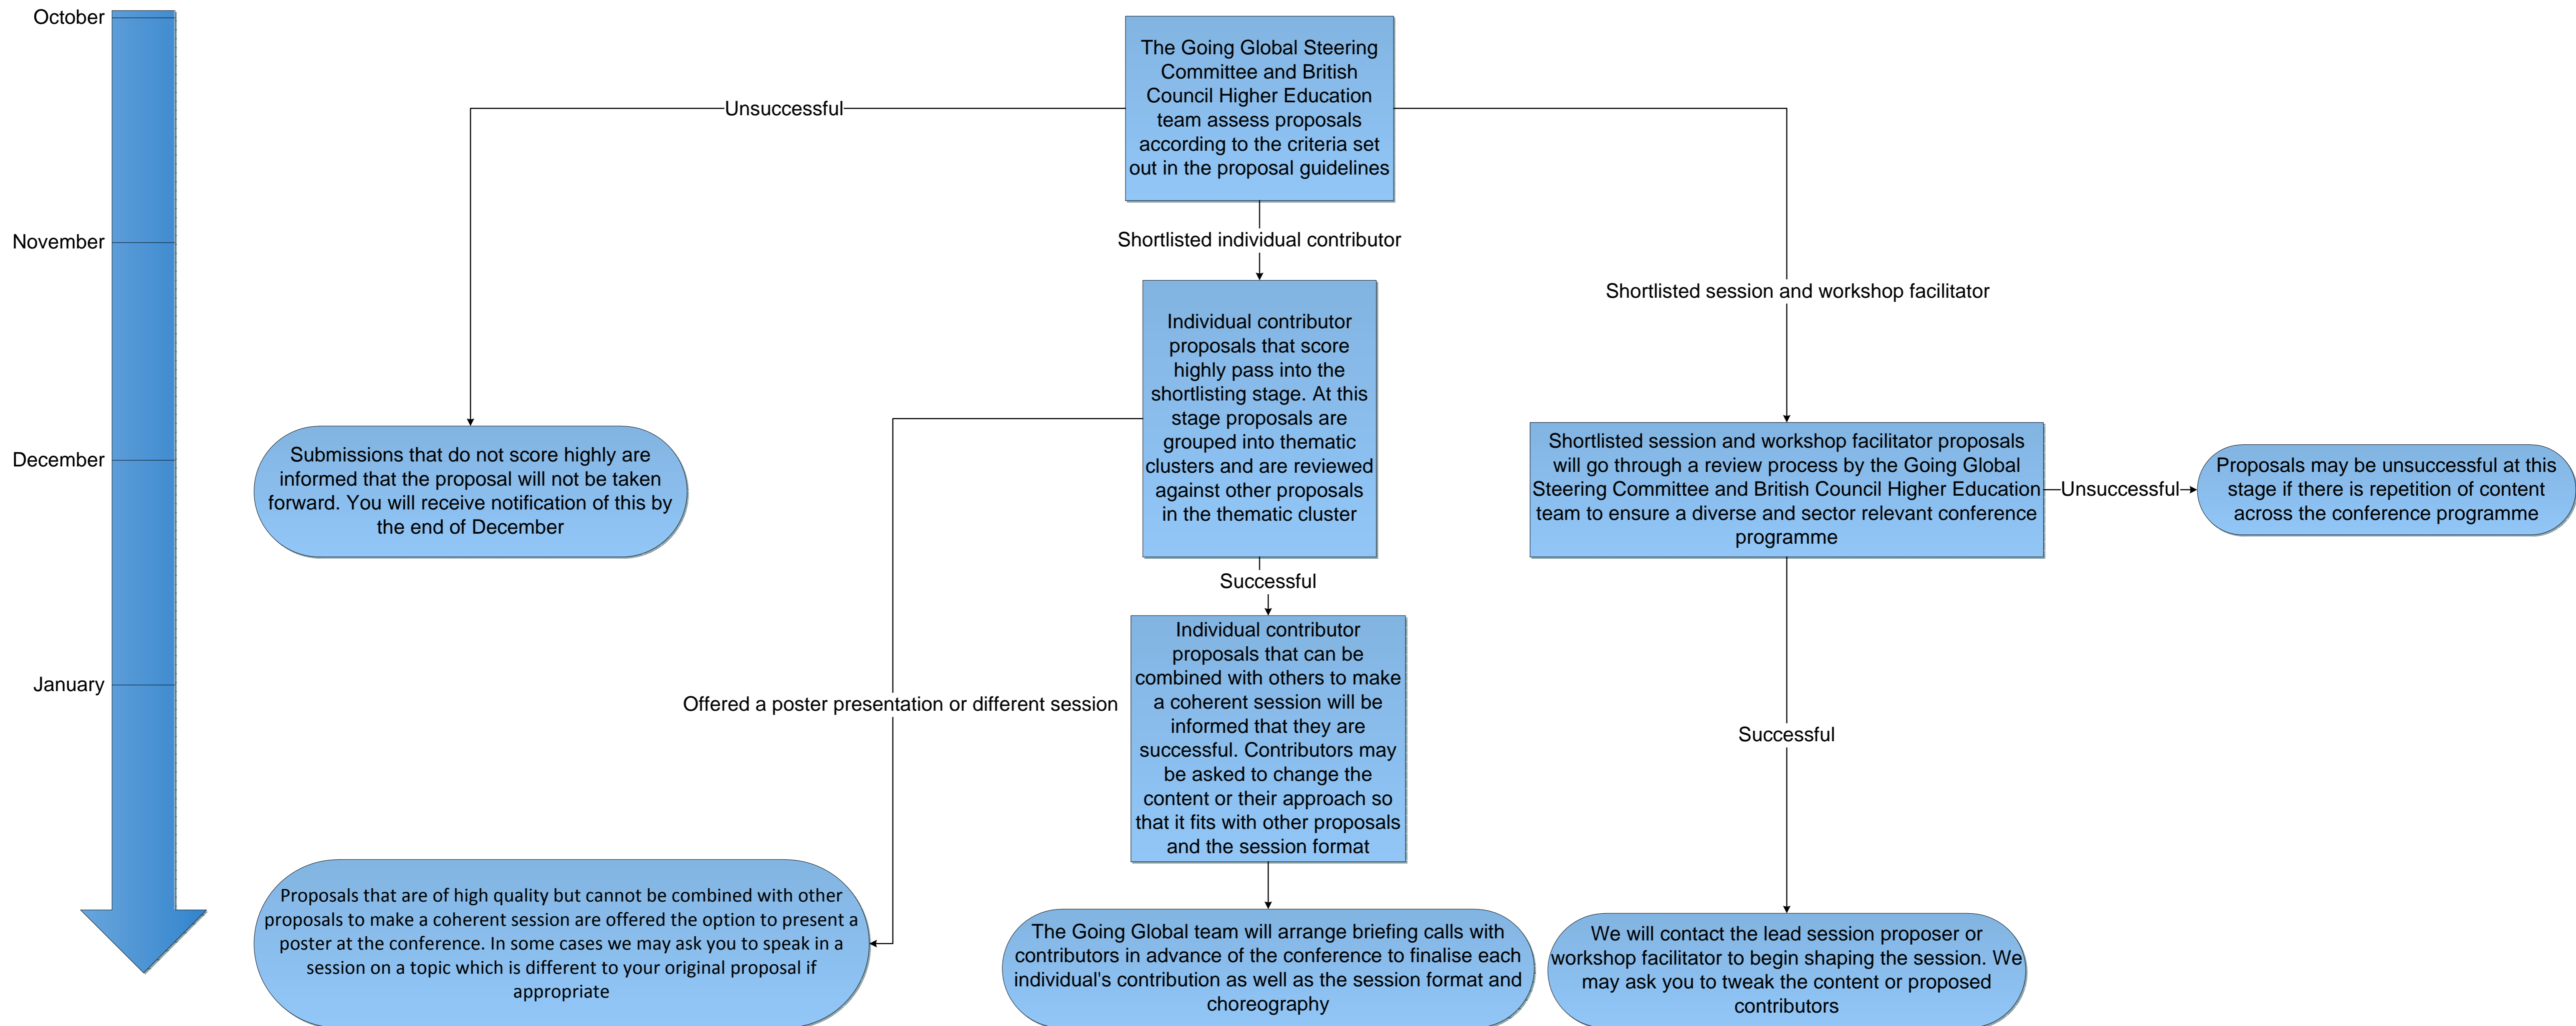 October
The Going Global Steering
Committee and British
Council Higher Education
team assess proposals
according to the criteria set
out in the proposal guidelines
Unsuccessful
November
Shortlisted individual contributor
Shortlisted session and workshop facilitator
Individual contributor
proposals that score
highly pass into the
shortlisting stage. At this
stage proposals are
grouped into thematic
clusters and are reviewed
against other proposals
in the thematic cluster
December
Submissions that do not score highly are
informed that the proposal will not be taken
forward. You will receive notification of this by
the end of December
Shortlisted session and workshop facilitator proposals
will go through a review process by the Going Global
Steering Committee and British Council Higher Education
team to ensure a diverse and sector relevant conference
programme
Unsuccessful
Proposals may be unsuccessful at this
stage if there is repetition of content
across the conference programme
Successful
Individual contributor
proposals that can be
combined with others to make
a coherent session will be
informed that they are
successful. Contributors may
be asked to change the
content or their approach so
that it fits with other proposals
and the session format
January
Offered a poster presentation or different session
Successful
Proposals that are of high quality but cannot be combined with other
proposals to make a coherent session are offered the option to present a
poster at the conference. In some cases we may ask you to speak in a
session on a topic which is different to your original proposal if
appropriate
The Going Global team will arrange briefing calls with
contributors in advance of the conference to finalise each
individual's contribution as well as the session format and
choreography
We will contact the lead session proposer or
workshop facilitator to begin shaping the session. We
may ask you to tweak the content or proposed
contributors